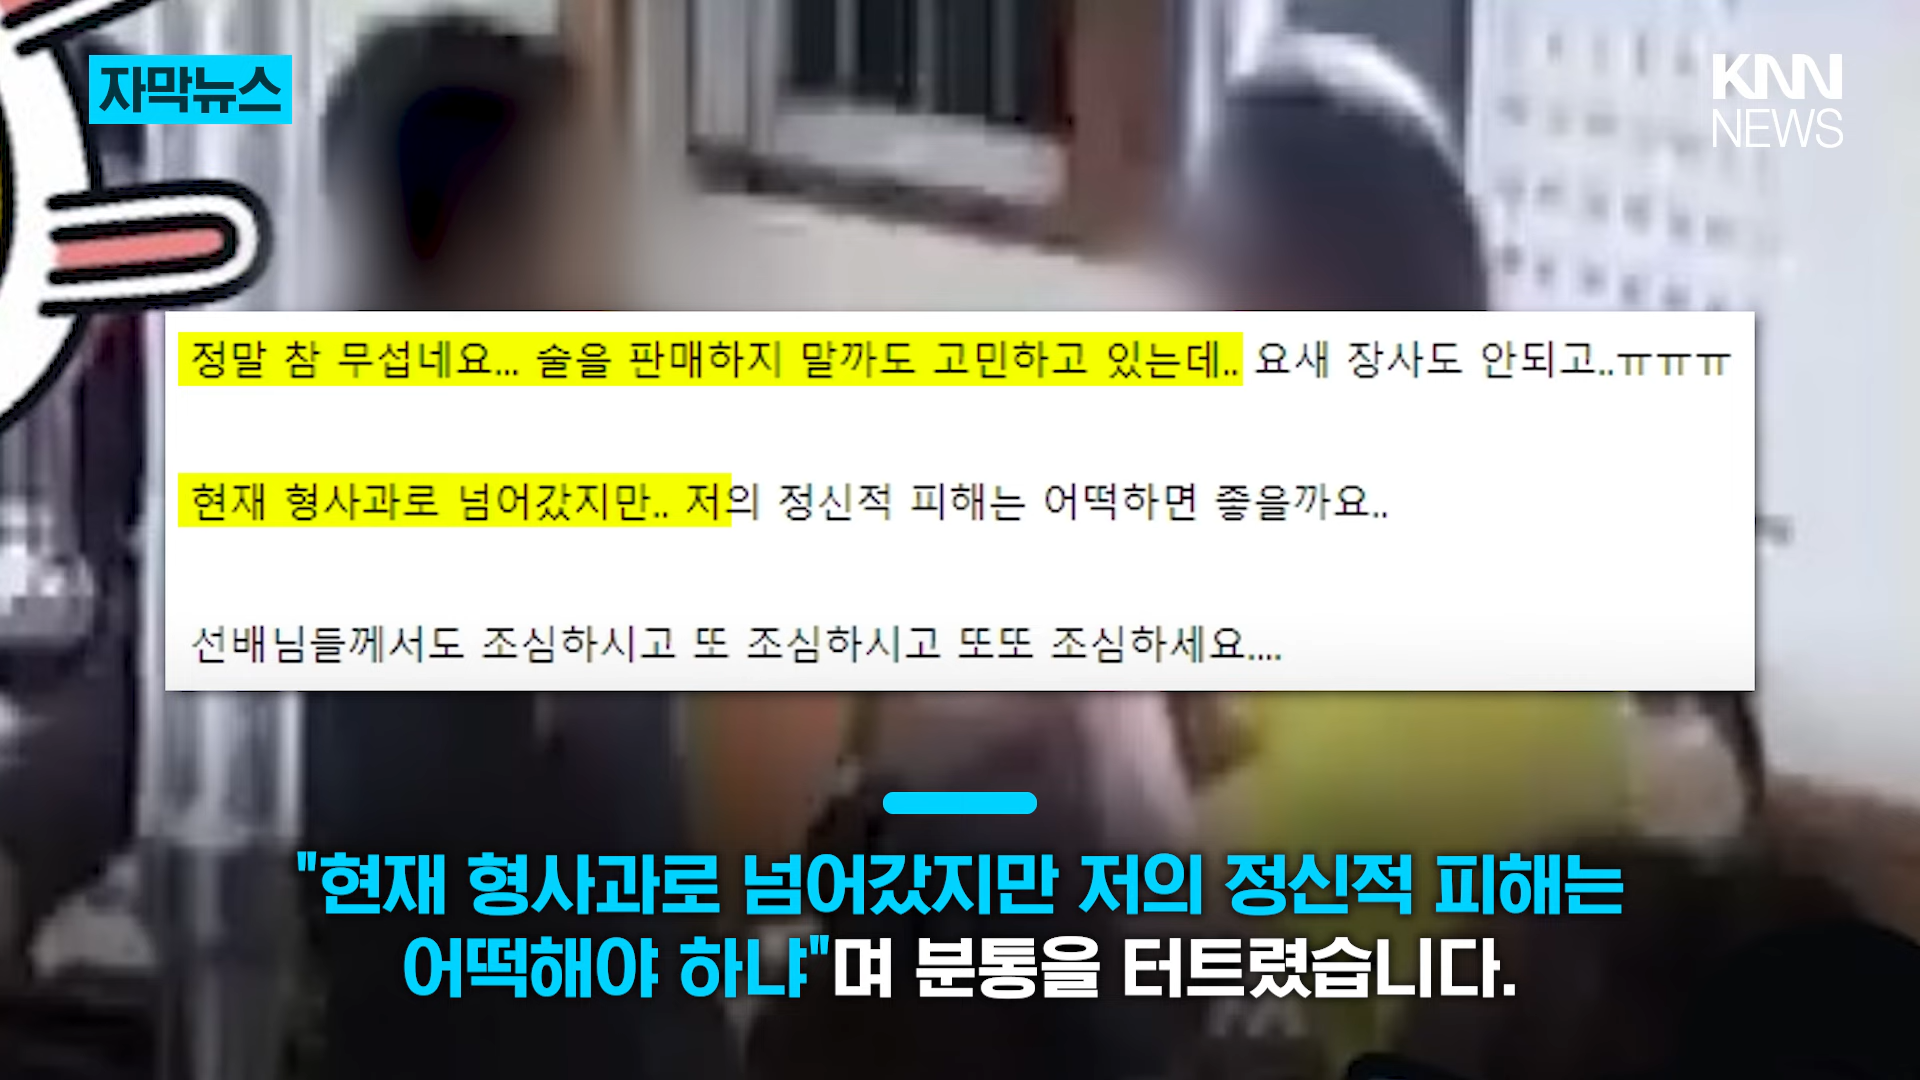 자막뉴스
KNN
NEWS
정말 참 무섭네요... 술을 판매하지 말까도 고민하고 있는데.. 요새 장사도 안되고..ㅠㅠㅠ
현재 형사과로 넘어갔지만.. 저의 정신적 피해는 어떡하면 좋을까요..
선배님들께서도 조심하시고 또 조심하시고 또또 조심하세요....
"현재 형사과로 넘어갔지만 저의 정신적 피해는
어떡해야 하냐"며 분통을 터트렸습니다.